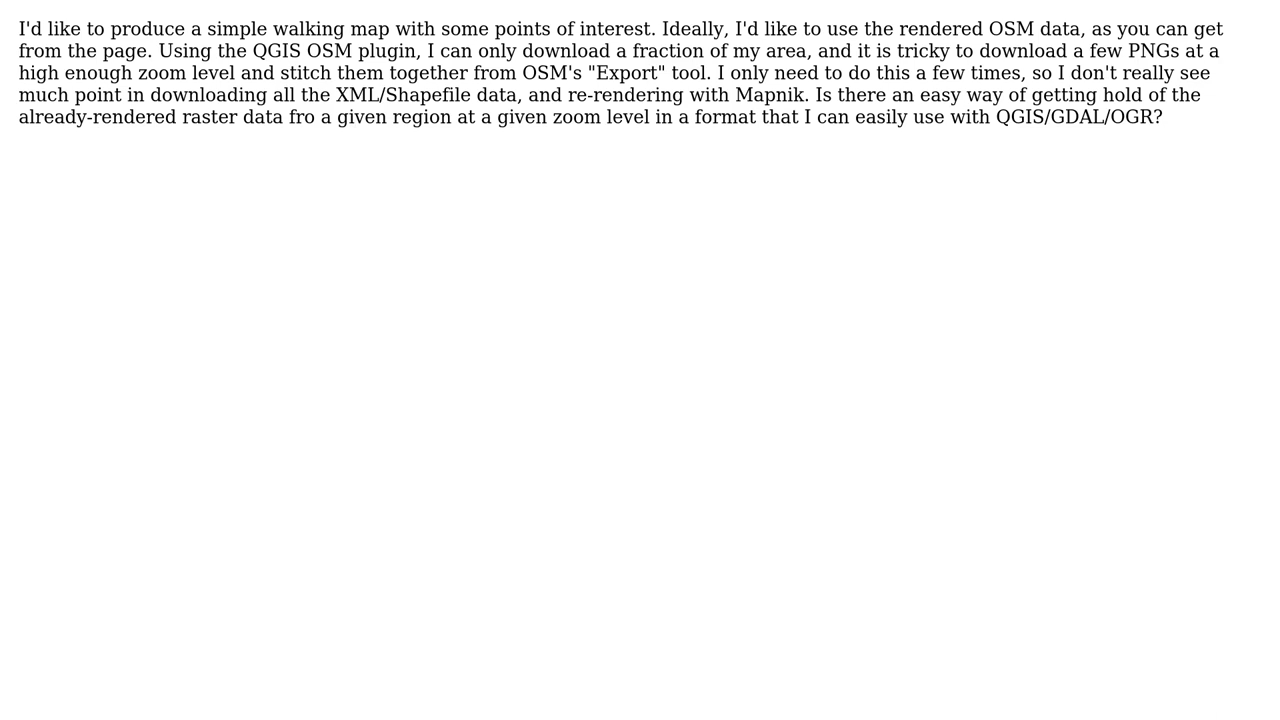 I'd like to produce a simple walking map with some points of interest. Ideally, I'd like to use the rendered OSM data, as you can get
from the page. Using the QGIS OSM plugin, I can only download a fraction of my area, and it is tricky to download a few PNGs at a
high enough zoom level and stitch them together from OSM's "Export" tool. I only need to do this a few times, so I don't really see
much point in downloading all the XML/Shapefile data, and re-rendering with Mapnik. Is there an easy way of getting hold of the
already-rendered raster data fro a given region at a given zoom level in a format that I can easily use with QGIS/GDAL/OGR?